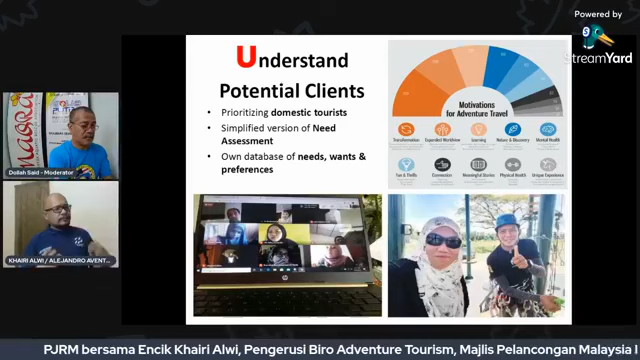 Powered by
StreamYard
Understand
Potential Clients
• Prioritizing domestic tourists
• Simplified version of Need
Assessment
• Own database of needs, wants &
preferences
Motivations
for Adventure Travel
Transformation
Expanded Worldview
Learning
Nature & Discovery
Mental Health
Fun & Thrills
Connection
Meaningful Stories
Physical Health
Unique Experience
Dollah Said - Moderator
KHAIRI ALWI / ALEJANDRO AVENT...
PJRM bersama Encik Khairi Alwi, Pengerusi Biro Adventure Tourism, Majlis Pelancongan Malaysia